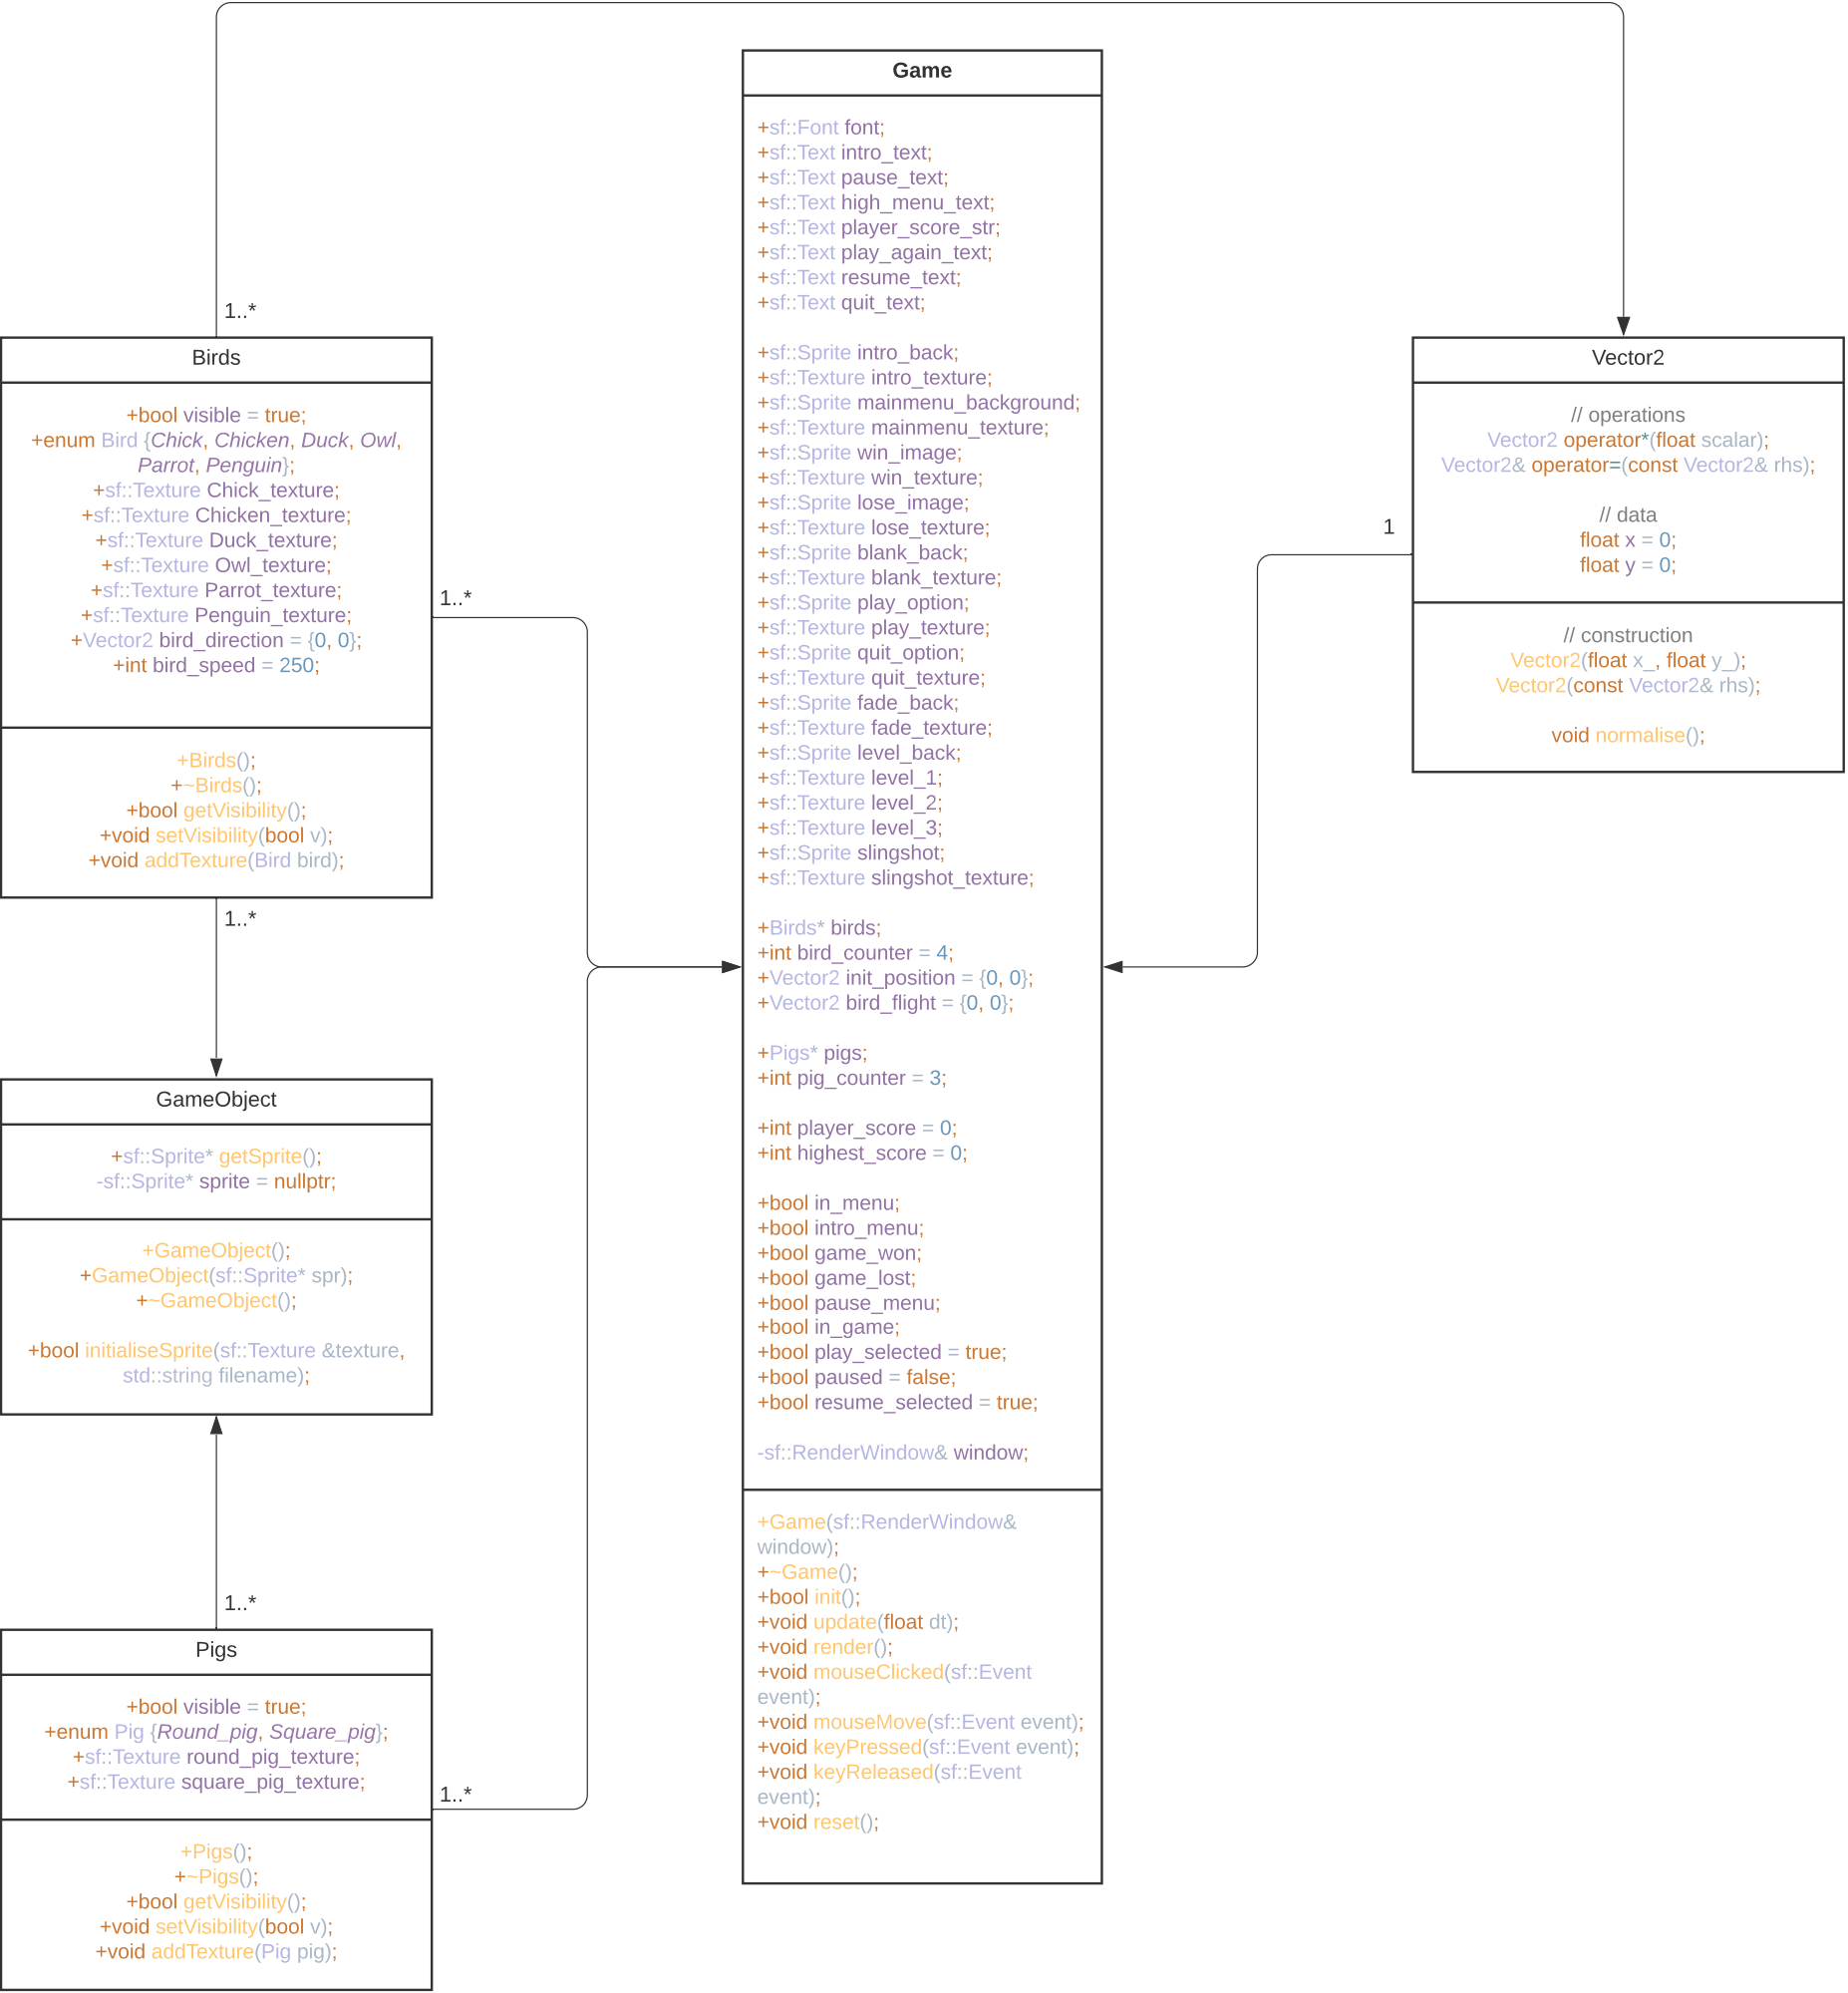 Game
+sf::Font font;
+sf::Text intro_text;
+sf::Text pause_text;
+sf::Text high_menu_text;
+sf::Text player_score_str;
+sf::Text play_again_text;
+sf::Text resume_text;
+sf::Text quit_text;
+sf::Sprite intro_back;
+sf::Texture intro_texture;
+sf::Sprite mainmenu_background;
+sf::Texture mainmenu_texture;
+sf::Sprite win_image;
+sf::Texture win_texture;
+sf::Sprite lose_image;
+sf::Texture lose_texture;
+sf::Sprite blank_back;
+sf::Texture blank_texture;
+sf::Sprite play_option;
+sf::Texture play_texture;
+sf::Sprite quit_option;
+sf::Texture quit_texture;
+sf::Sprite fade_back;
+sf::Texture fade_texture;
+sf::Sprite level_back;
+sf::Texture level_1;
+sf::Texture level_2;
+sf::Texture level_3;
+sf::Sprite slingshot;
+sf::Texture slingshot_texture;
+Birds* birds;
+int bird_counter = 4;
+Vector2 init_position = {0, 0};
+Vector2 bird_flight = {0, 0};
+Pigs* pigs;
+int pig_counter = 3;
+int player_score = 0;
+int highest_score = 0;
+bool in_menu;
+bool intro_menu;
+bool game_won;
+bool game_lost;
+bool pause_menu;
+bool in_game;
+bool play_selected = true;
+bool paused = false;
+bool resume_selected = true;
-sf::RenderWindow& window;
+Game(sf::RenderWindow&
window);
+~Game();
+bool init();
+void update(float dt);
+void render();
+void mouseClicked(sf::Event
event);
+void mouseMove(sf::Event event);
+void keyPressed(sf::Event event);
+void keyReleased(sf::Event
event);
+void reset();
1..*
Birds
+bool visible = true;
+enum Bird {Chick, Chicken, Duck, Owl,
Parrot, Penguin};
+sf::Texture Chick_texture;
+sf::Texture Chicken_texture;
+sf::Texture Duck_texture;
+sf::Texture Owl_texture;
+sf::Texture Parrot_texture;
+sf::Texture Penguin_texture;
+Vector2 bird_direction = {0, 0};
+int bird_speed = 250;
+Birds();
+~Birds();
+bool getVisibility();
+void setVisibility(bool v);
+void addTexture(Bird bird);
1..*
1..*
GameObject
+sf::Sprite* getSprite();
-sf::Sprite* sprite = nullptr;
+GameObject();
+GameObject(sf::Sprite* spr);
+~GameObject();
+bool initialiseSprite(sf::Texture &texture,
std::string filename);
1..*
Pigs
+bool visible = true;
+enum Pig {Round_pig, Square_pig};
+sf::Texture round_pig_texture;
+sf::Texture square_pig_texture;
+Pigs();
+~Pigs();
+bool getVisibility();
+void setVisibility(bool v);
+void addTexture(Pig pig);
1..*
Vector2
// operations
Vector2 operator*(float scalar);
Vector2& operator=(const Vector2& rhs);
// data
float x = 0;
float y = 0;
// construction
Vector2(float x_, float y_);
Vector2(const Vector2& rhs);
void normalise();
1